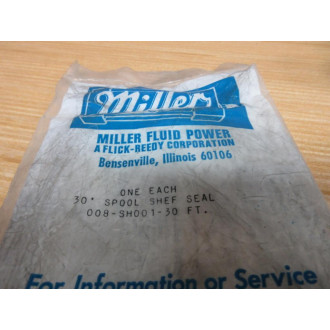 Miller
MILLER FLUID POWER
A FLICK-REEDY CORPORATION
Bensenville, Illinois 60106
ONE EACH
30' SPOOL SHEF SEAL
008-SH001-30 FT.
For Information or Service